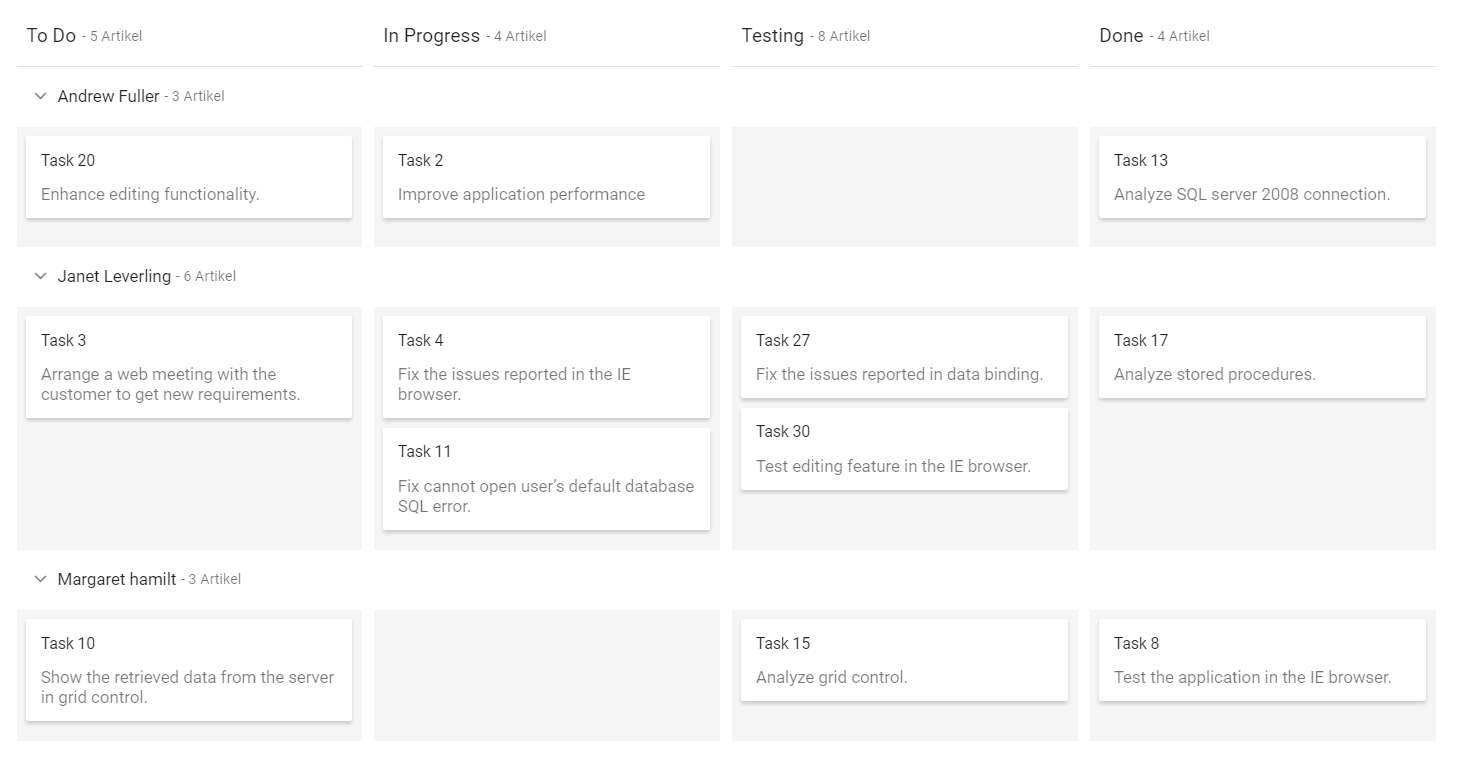 To Do - 5 Artikel
In Progress - 4 Artikel
Testing - 8 Artikel
Done - 4 Artikel
Andrew Fuller - 3 Artikel
Task 20
Enhance editing functionality.
Task 2
Improve application performance
Task 13
Analyze SQL server 2008 connection.
Janet Leverling - 6 Artikel
Task 3
Arrange a web meeting with the
customer to get new requirements.
Task 4
Fix the issues reported in the IE
browser.
Task 11
Fix cannot open user’s default database
SQL error.
Task 27
Fix the issues reported in data binding.
Task 30
Test editing feature in the IE browser.
Task 17
Analyze stored procedures.
Margaret hamilt - 3 Artikel
Task 10
Show the retrieved data from the server
in grid control.
Task 15
Analyze grid control.
Task 8
Test the application in the IE browser.